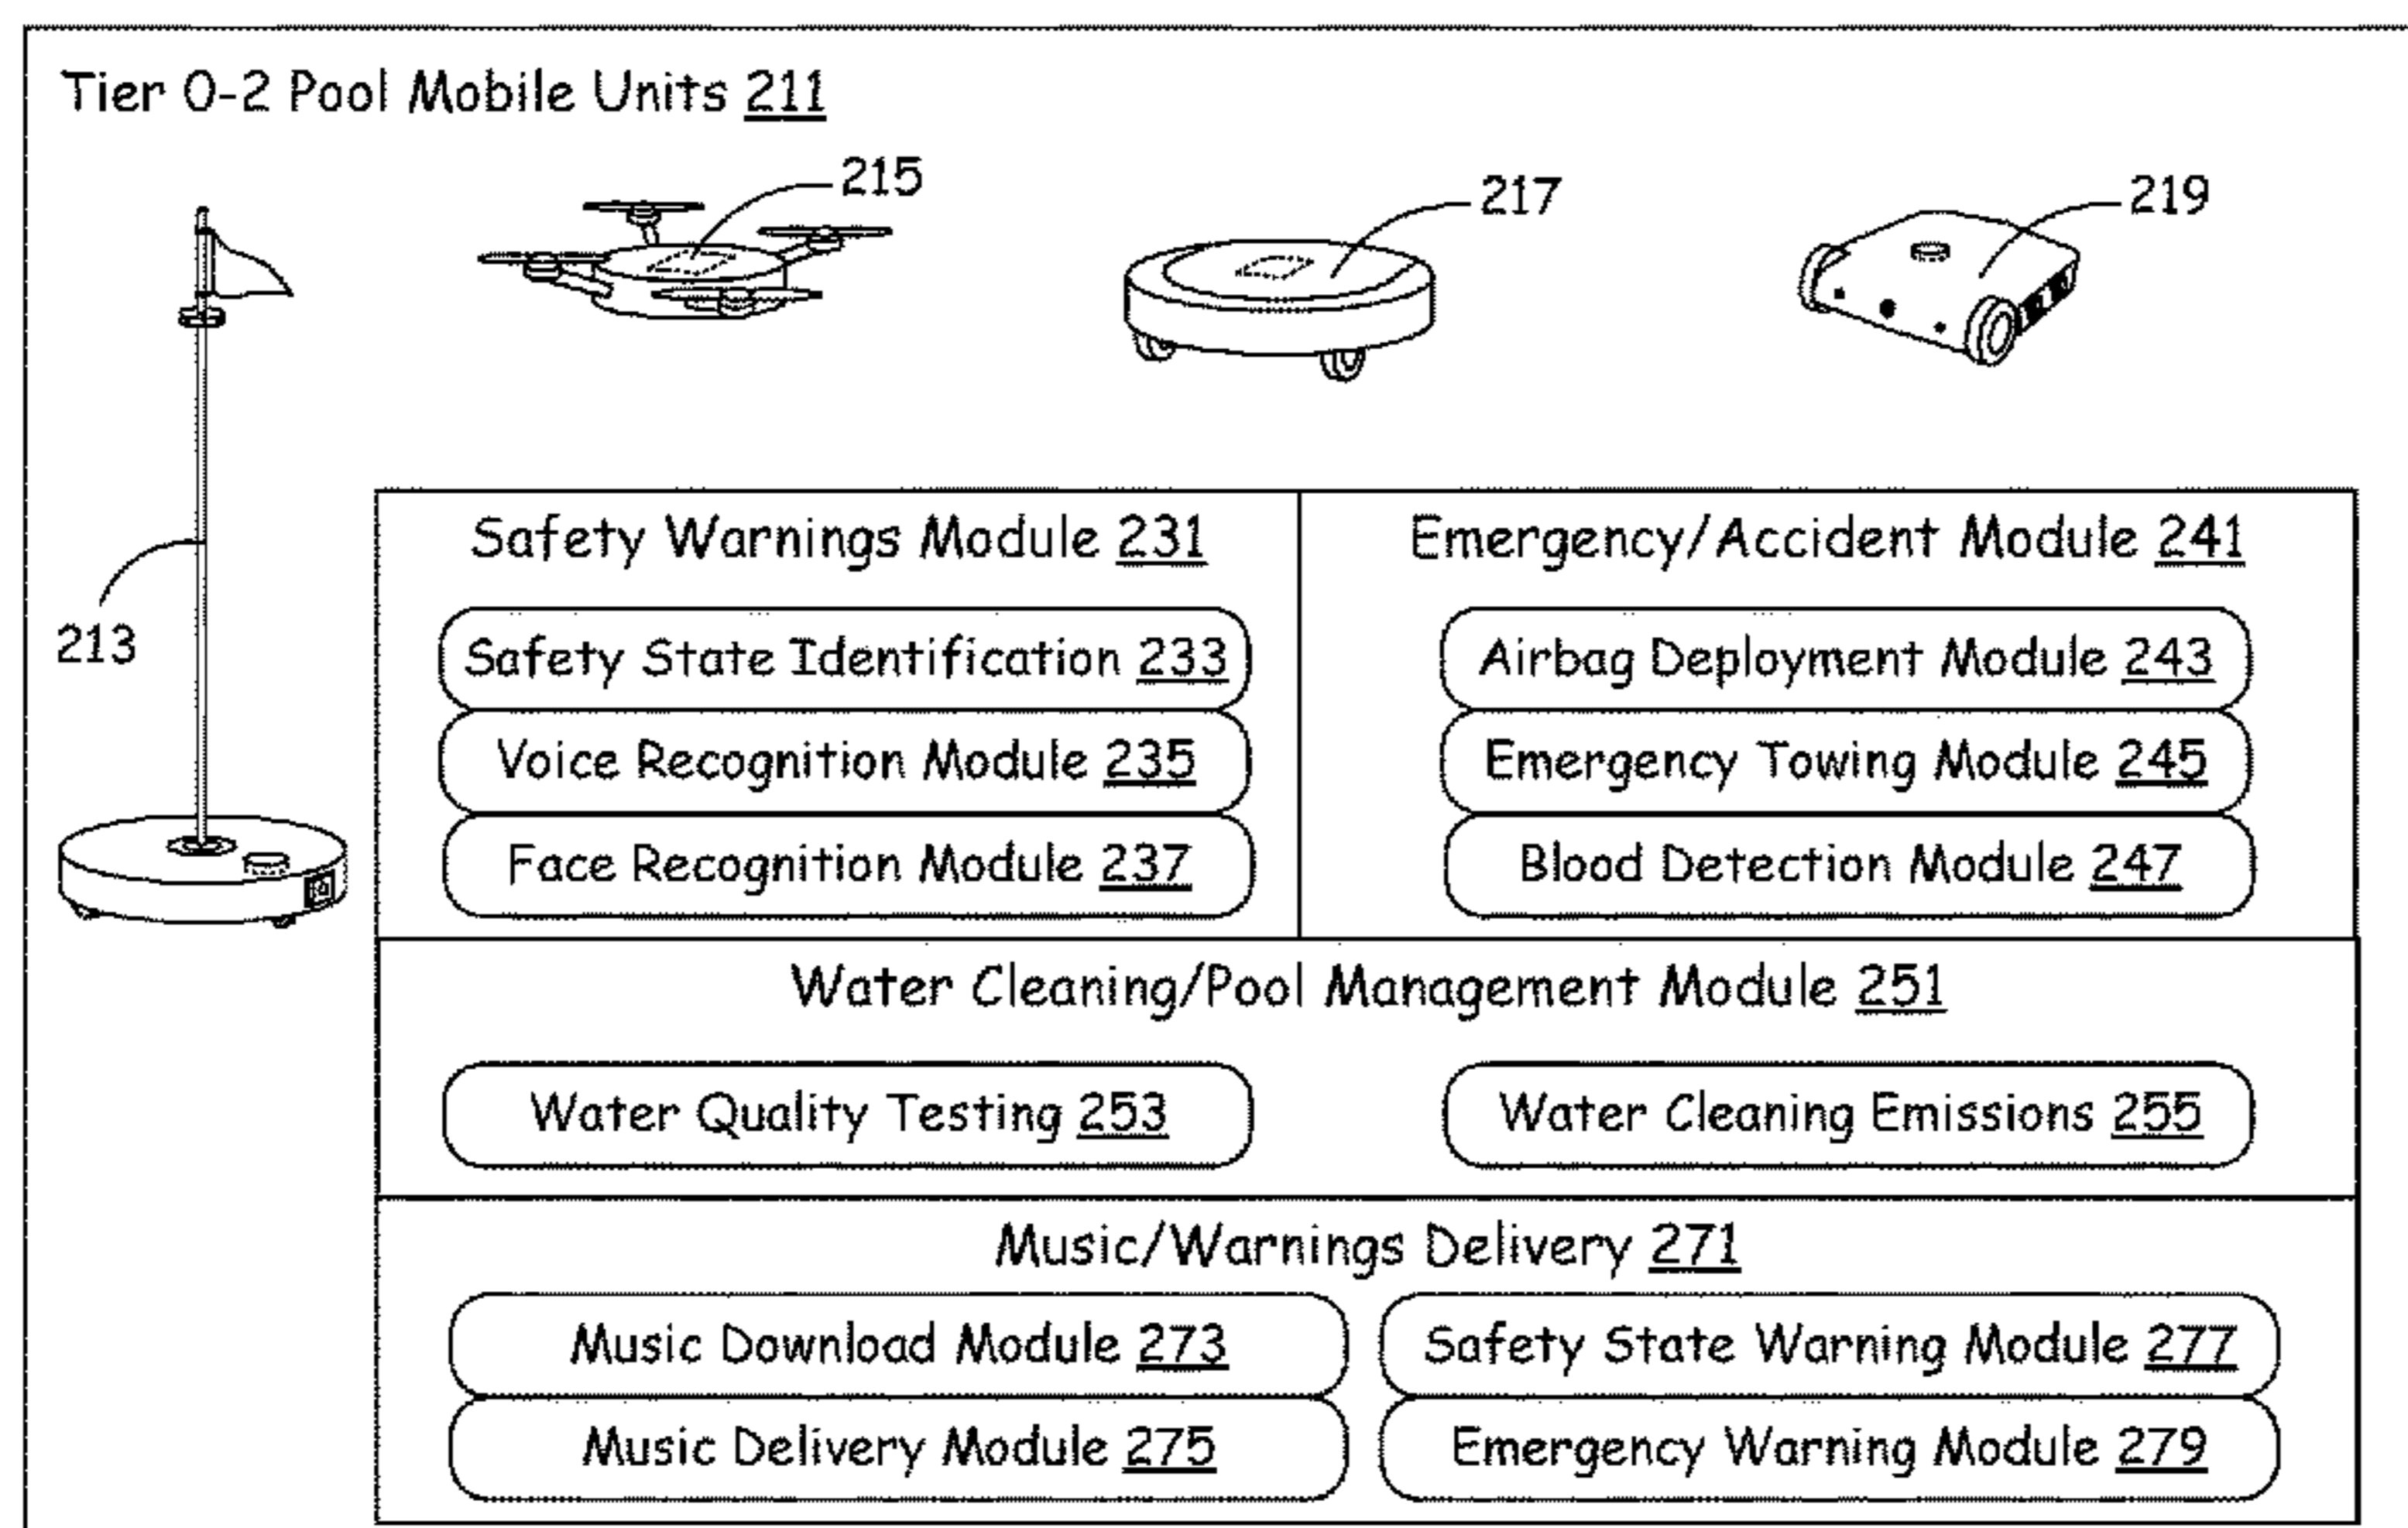 Tier 0-2 Pool Mobile Units 211
215
217
219
213
Safety Warnings Module 231
Safety State Identification 233
Voice Recognition Module 235
Face Recognition Module 237
Emergency/Accident Module 241
Airbag Deployment Module 243
Emergency Towing Module 245
Blood Detection Module 247
Water Cleaning/Pool Management Module 251
Water Quality Testing 253
Water Cleaning Emissions 255
Music/Warnings Delivery 271
Music Download Module 273
Music Delivery Module 275
Safety State Warning Module 277
Emergency Warning Module 279